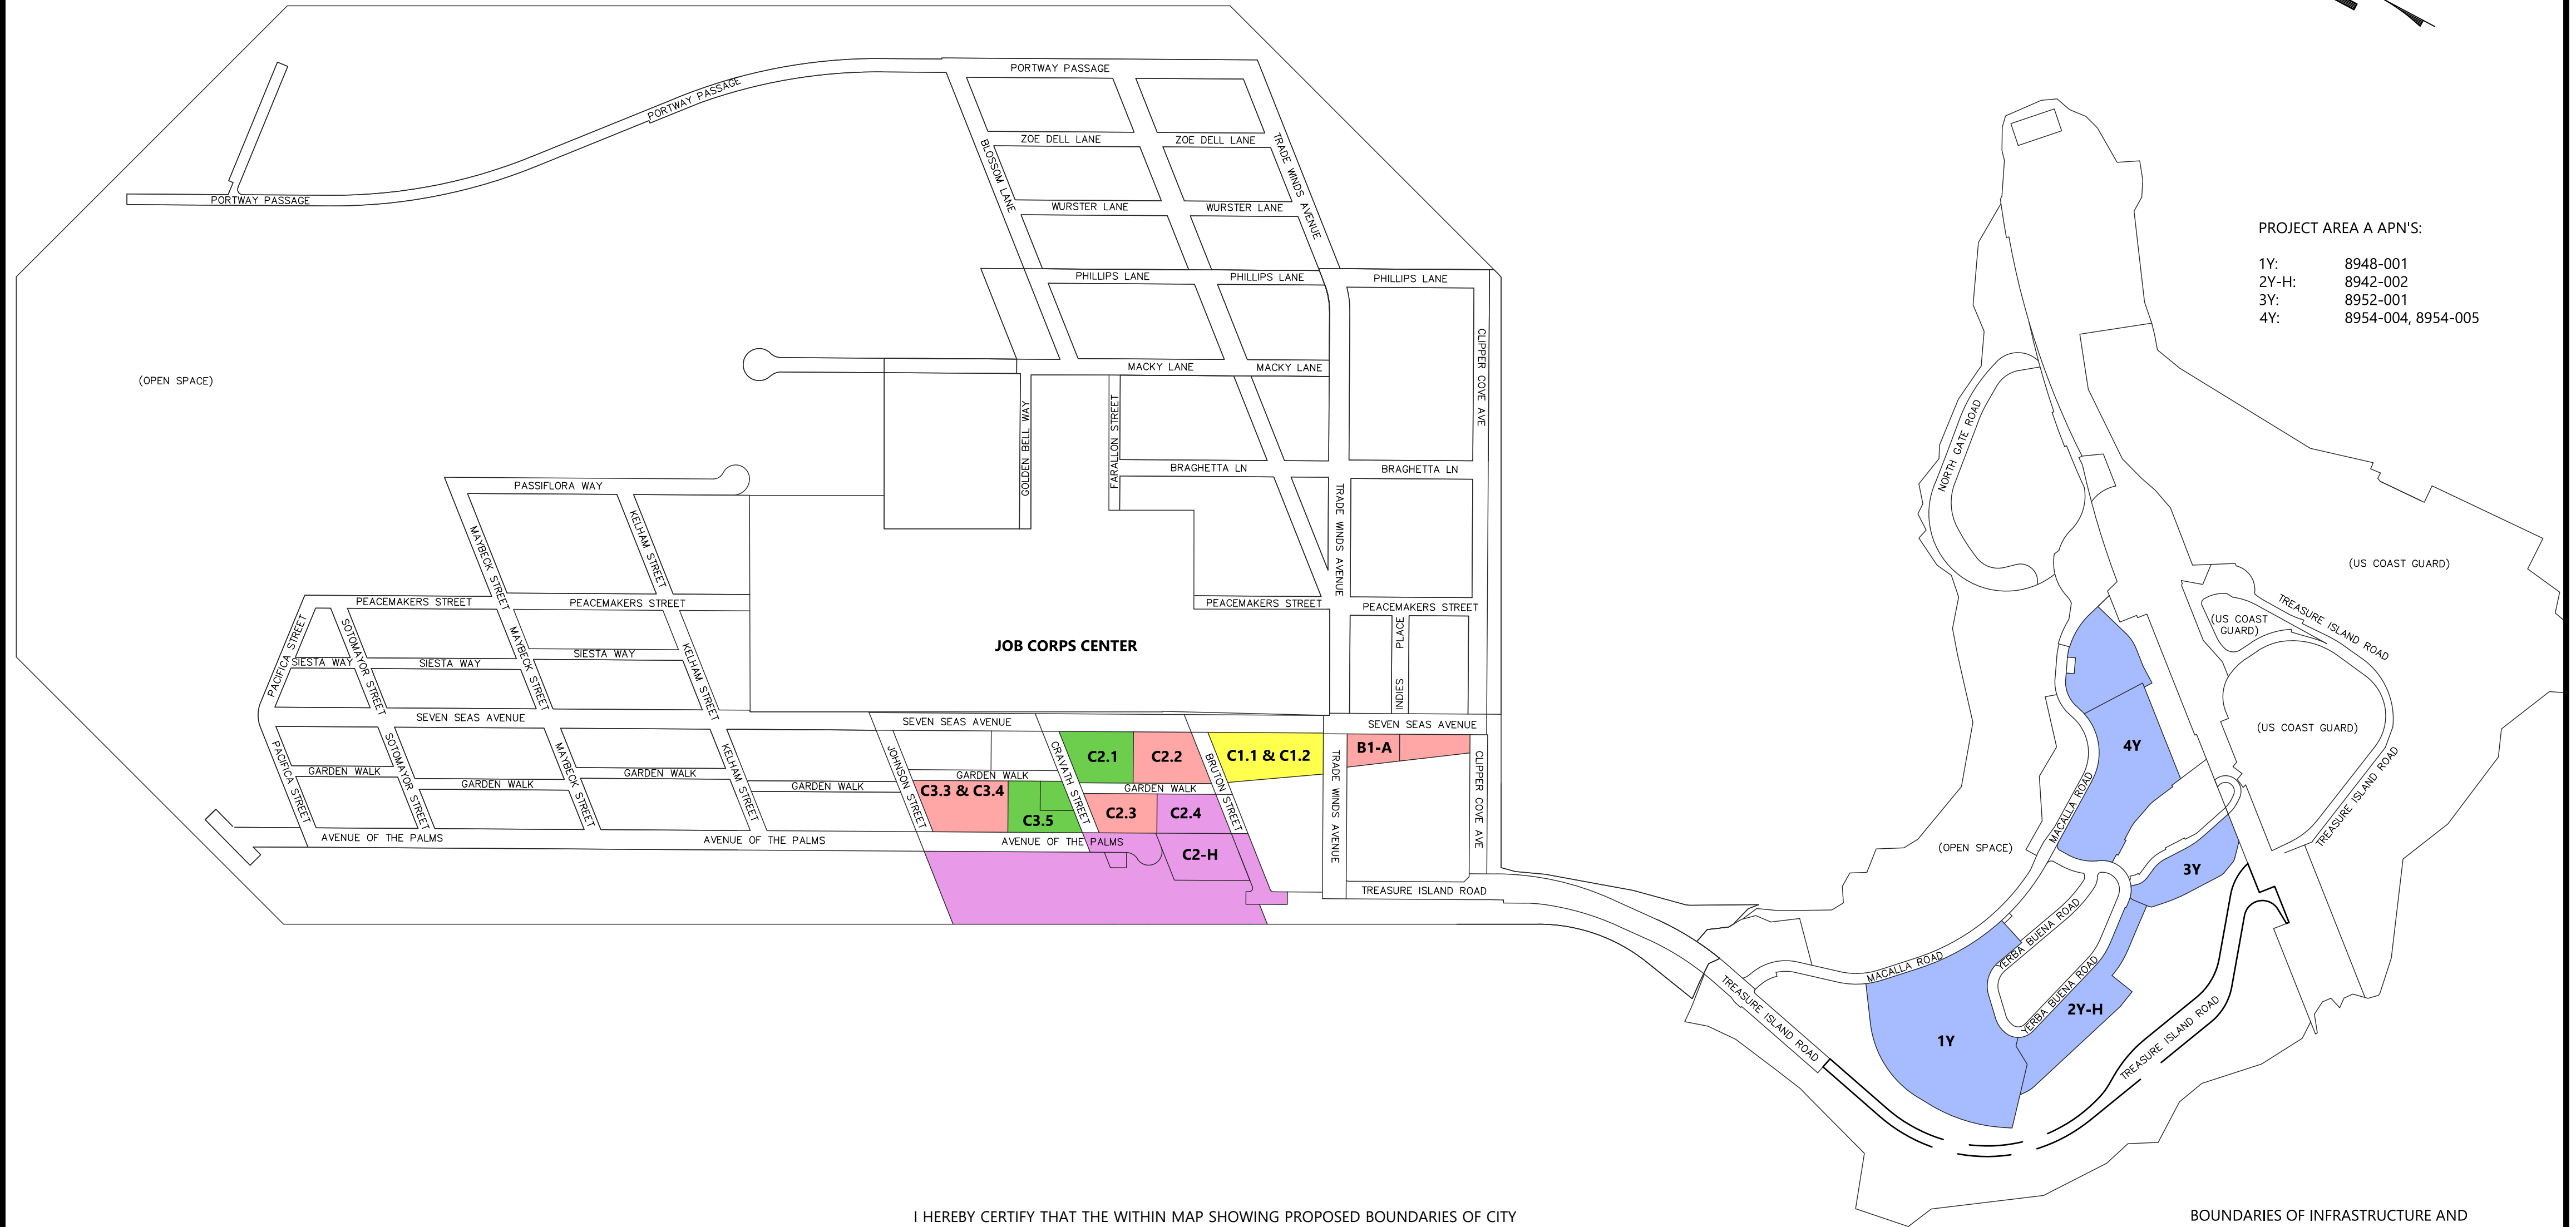 PORTWAY PASSAGE
PORTWAY PASSAGE
PORTWAY PASSAGE
ZOE DELL LANE
ZOE DELL LANE
BLOSSOM LANE
TRADE WINDS AVENUE
WURSTER LANE
WURSTER LANE
PHILLIPS LANE
PHILLIPS LANE
PHILLIPS LANE
CLIPPER COVE AVE
MACKY LANE
MACKY LANE
(OPEN SPACE)
GOLDEN BELL WAY
FARALLON STREET
BRAGHETTA LN
BRAGHETTA LN
TRADE WINDS AVENUE
PASSIFLORA WAY
MAYBECK STREET
KELHAM STREET
PEACEMAKERS STREET
PEACEMAKERS STREET
PEACEMAKERS STREET
PEACEMAKERS STREET
PACIFICA STREET
SOTOMAYOR STREET
MAYBECK STREET
KELHAM STREET
SIESTA WAY
SIESTA WAY
SIESTA WAY
JOB CORPS CENTER
INDIES PLACE
SEVEN SEAS AVENUE
SEVEN SEAS AVENUE
SEVEN SEAS AVENUE
PACIFICA STREET
SOTOMAYOR STREET
MAYBECK STREET
KELHAM STREET
JOHNSON STREET
CRAVATH STREET
BRUTON STREET
TRADE WINDS AVENUE
CLIPPER COVE AVE
C2.1
C2.2
C1.1 & C1.2
B1-A
GARDEN WALK
GARDEN WALK
GARDEN WALK
GARDEN WALK
GARDEN WALK
GARDEN WALK
C3.3 & C3.4
C3.5
C2.3
C2.4
AVENUE OF THE PALMS
AVENUE OF THE PALMS
AVENUE OF THE PALMS
C2-H
TREASURE ISLAND ROAD
PROJECT AREA A APN'S:
1Y: 8948-001
2Y-H: 8942-002
3Y: 8952-001
4Y: 8954-004, 8954-005
NORTH GATE ROAD
(US COAST GUARD)
TREASURE ISLAND ROAD
(US COAST
GUARD)
(US COAST GUARD)
4Y
TREASURE ISLAND ROAD
MACALLA ROAD
(OPEN SPACE)
3Y
YERBA BUENA ROAD
MACALLA ROAD
YERBA BUENA ROAD
2Y-H
TREASURE ISLAND ROAD
1Y
TREASURE ISLAND ROAD
I HEREBY CERTIFY THAT THE WITHIN MAP SHOWING PROPOSED BOUNDARIES OF CITY
BOUNDARIES OF INFRASTRUCTURE AND